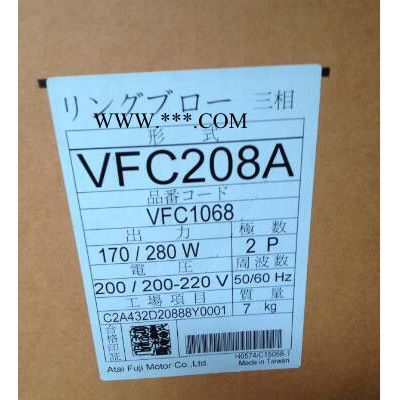 リングブロー 三相
WWW.***.COM
形式
VFC208A
品番コード
VFC1068
出力 極数
170/280 W 2 P
電圧 周波数
200/200-220 V 50/60 Hz
工場項目 質量
C2A432D20888Y0001 7 kg
合格印証
H0574/C15058-1
Atai Fuji Motor Co.,Ltd. Made in Taiwan